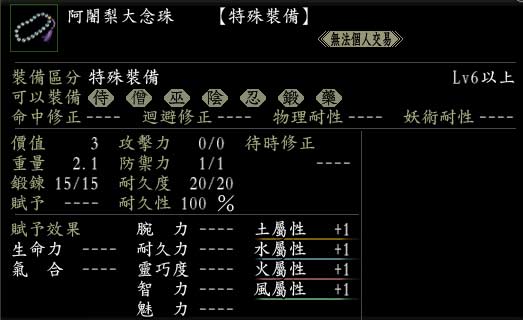 阿闍梨大念珠 【特殊裝備】
無法個人交易
裝備區分 特殊裝備 Lv6以上
可以裝備 侍 僧 巫 陰 忍 鍛 藥
命中修正 ---- 迴避修正 ---- 物理耐性 ---- 妖術耐性 ----
價值 3 攻擊力 0/0 待時修正
重量 2.1 防禦力 1/1 ----
鍛鍊 15/15 耐久度 20/20
賦予 ---- 耐久性 100 %
賦予效果 腕 力 ---- 土屬性 +1
生命力 ---- 耐久力 ---- 水屬性 +1
氣 合 ---- 靈巧度 ---- 火屬性 +1
智 力 ---- 風屬性 +1
魅 力 ----